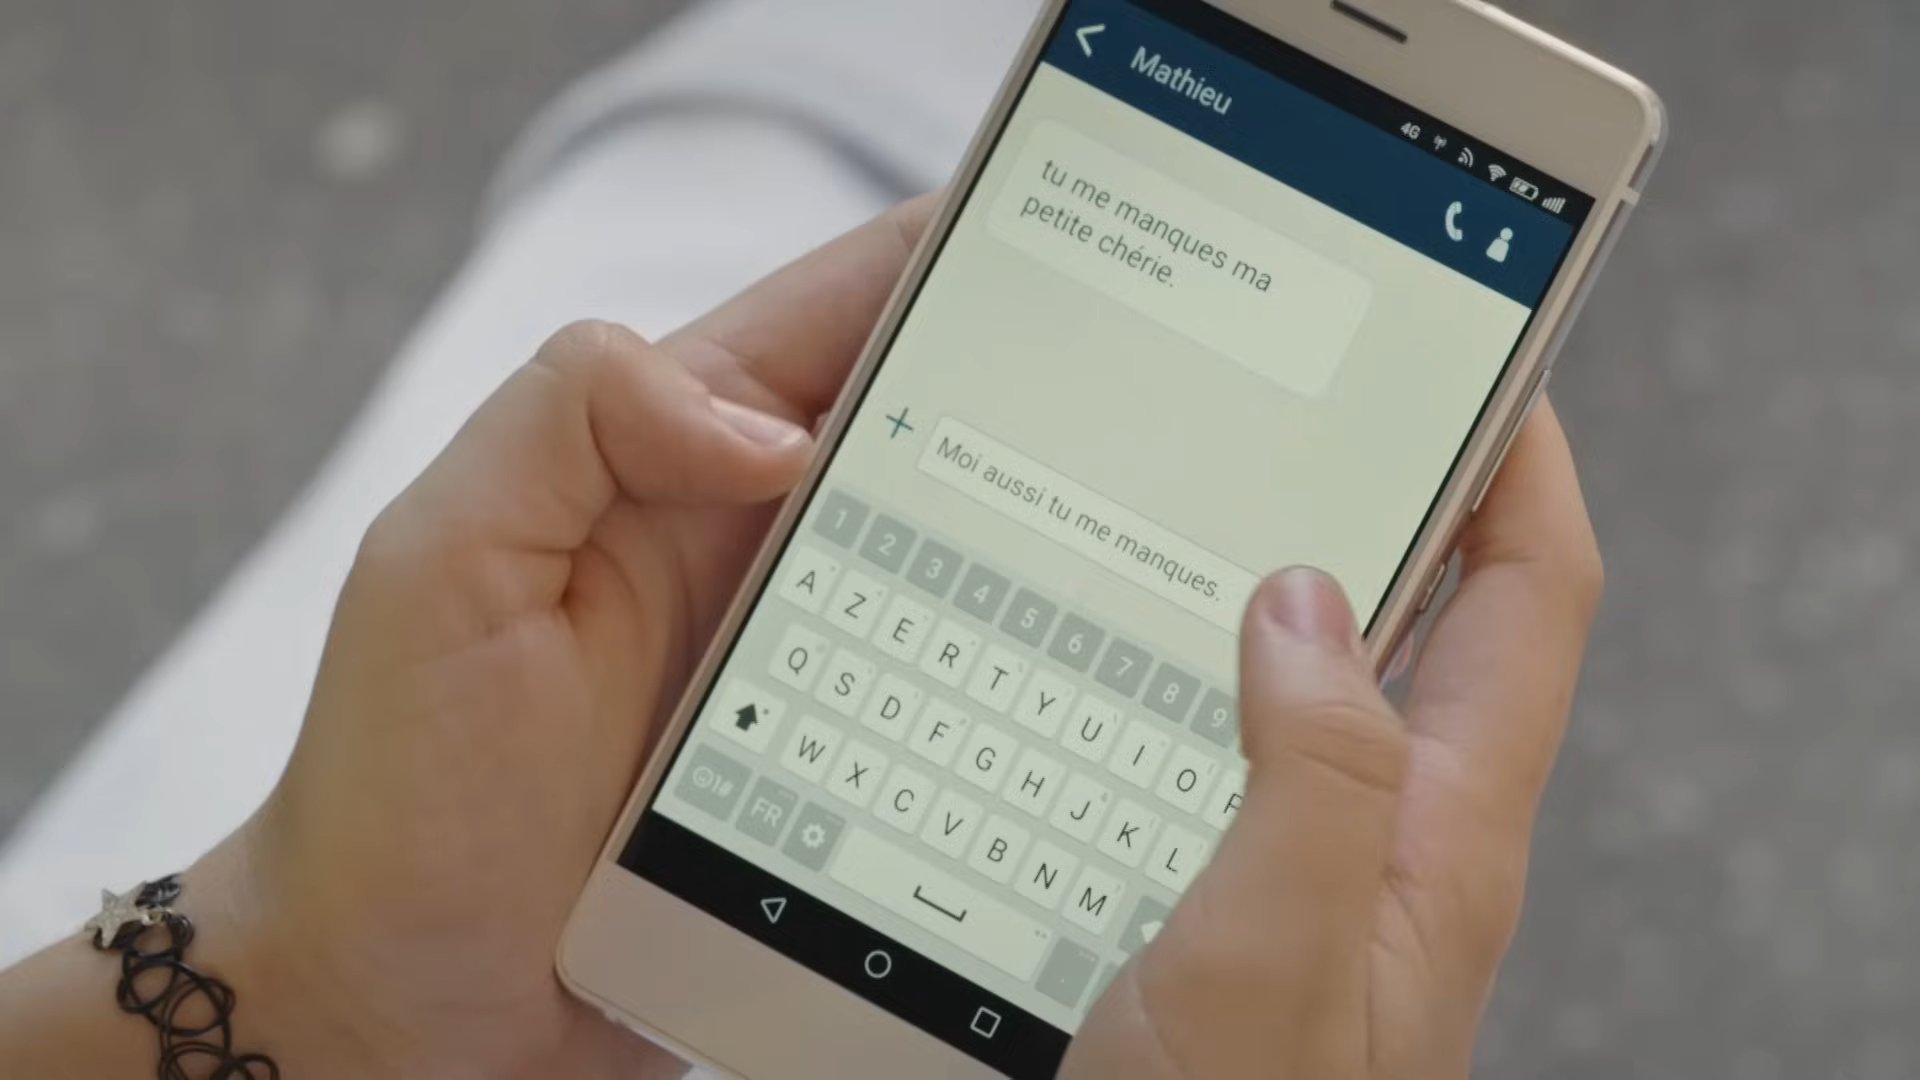 4G
Mathieu
tu me manques ma
petite chérie.
Moi aussi tu me manques.
1 2 3 4 5 6 7 8 9
A Z E R T Y U I O P
Q S D F G H J K L
W X C V B N M
FR